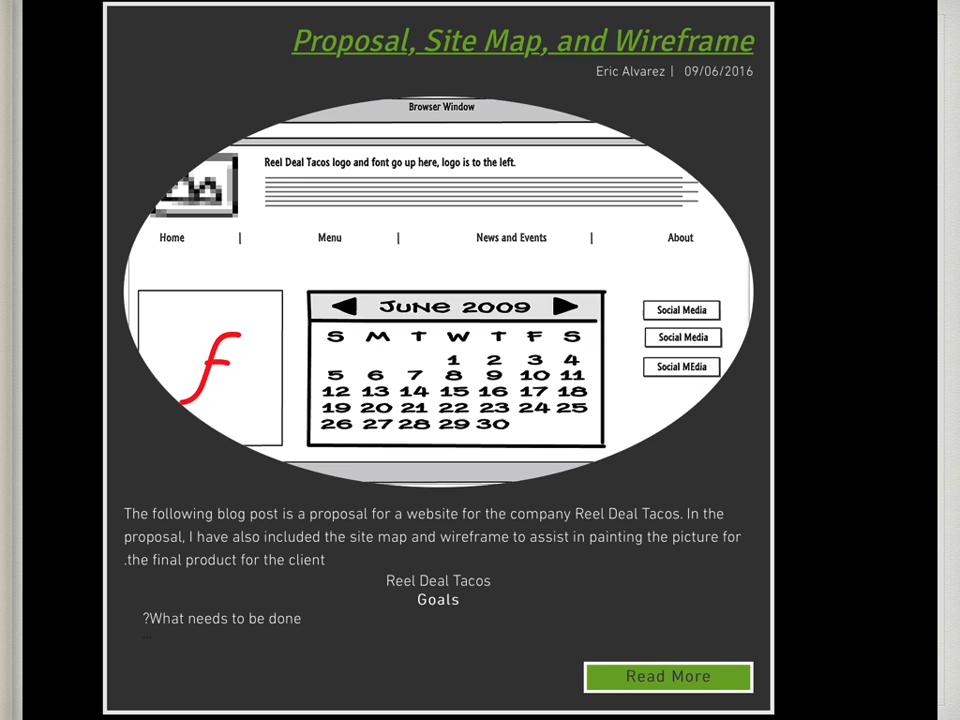 Proposal, Site Map, and Wireframe
Eric Alvarez | 09/06/2016
Browser Window
Reel Deal Tacos logo and font go up here, logo is to the left.
Home | Menu | News and Events | About
JUNE 2009
S M T W T F S
1 2 3 4
5 6 7 8 9 10 11
12 13 14 15 16 17 18
19 20 21 22 23 24 25
26 27 28 29 30
f
Social Media
Social Media
Social MEdia
The following blog post is a proposal for a website for the company Reel Deal Tacos. In the
proposal, I have also included the site map and wireframe to assist in painting the picture for
.the final product for the client
Reel Deal Tacos
Goals
?What needs to be done
...
Read More